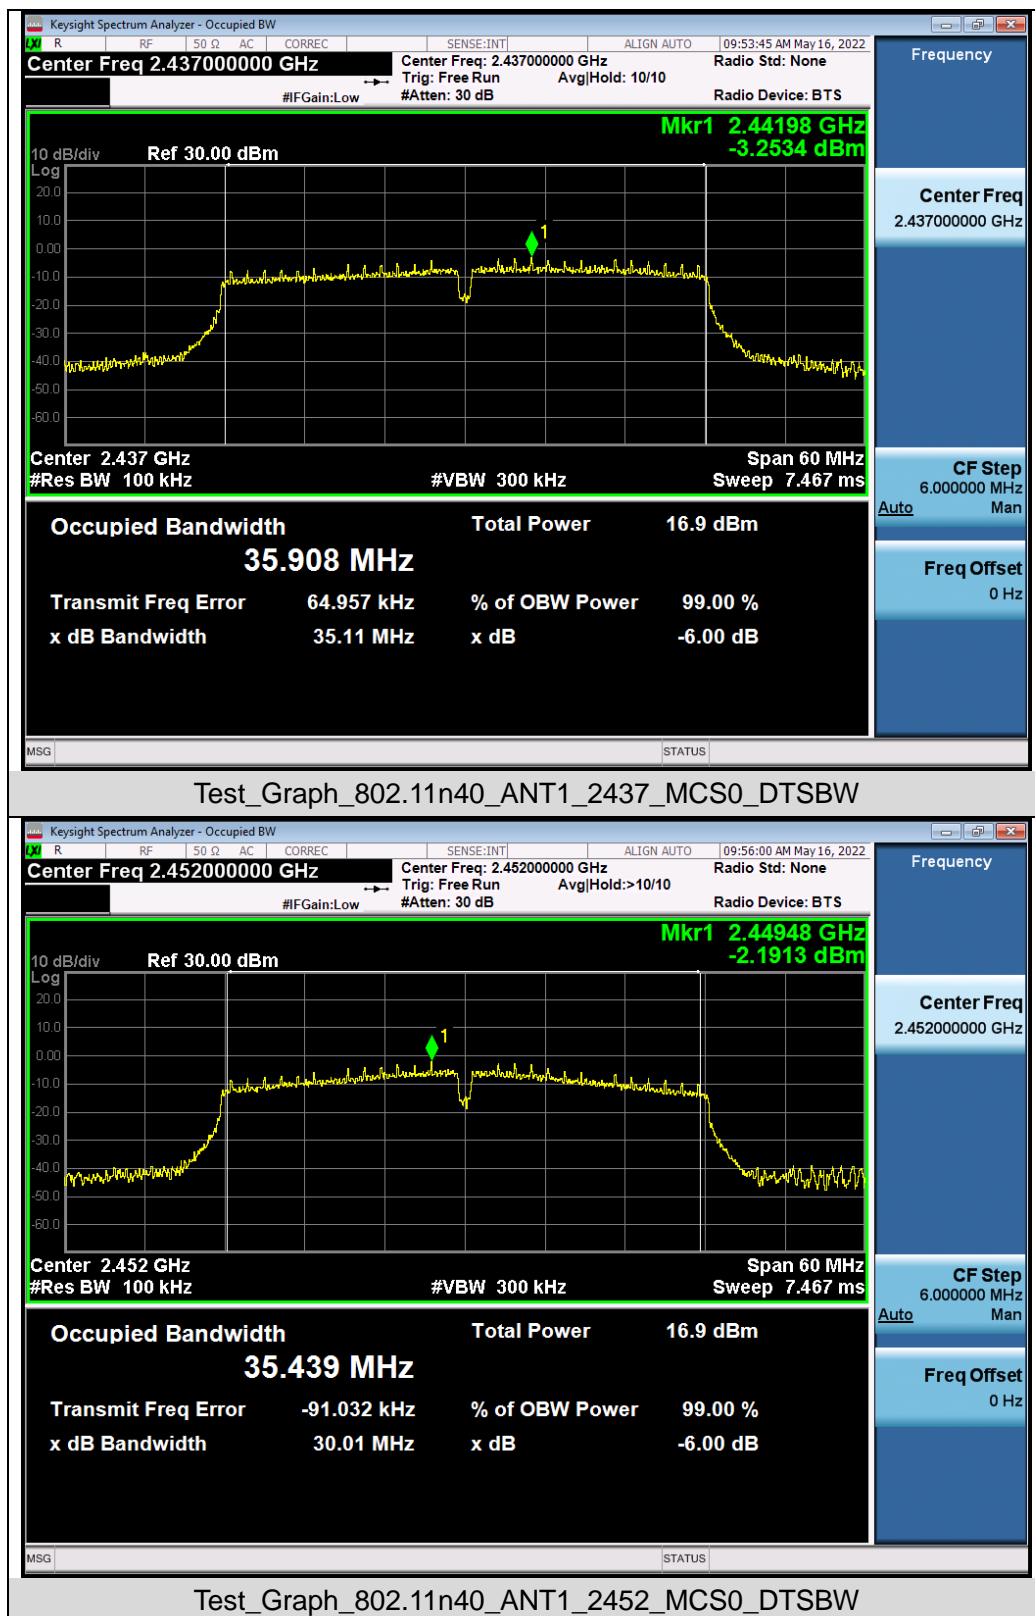 Keysight Spectrum Analyzer - Occupied BW
LXI R RF 50 Ω AC CORREC SENSE:INT ALIGN AUTO 09:53:45 AM May 16, 2022
Center Freq 2.437000000 GHz
Center Freq: 2.437000000 GHz Radio Std: None
Trig: Free Run Avg|Hold: 10/10
#IFGain:Low #Atten: 30 dB Radio Device: BTS
Mkr1 2.44198 GHz
-3.2534 dBm
10 dB/div Ref 30.00 dBm
Log
20.0
10.0
0.00
-10.0
-20.0
-30.0
-40.0
-50.0
-60.0
1
Center 2.437 GHz Span 60 MHz
#Res BW 100 kHz #VBW 300 kHz Sweep 7.467 ms
Occupied Bandwidth Total Power 16.9 dBm
35.908 MHz
Transmit Freq Error 64.957 kHz % of OBW Power 99.00 %
x dB Bandwidth 35.11 MHz x dB -6.00 dB
Frequency
Center Freq
2.437000000 GHz
CF Step
6.000000 MHz
Auto Man
Freq Offset
0 Hz
MSG STATUS
Test_Graph_802.11n40_ANT1_2437_MCS0_DTSBW
Keysight Spectrum Analyzer - Occupied BW
LXI R RF 50 Ω AC CORREC SENSE:INT ALIGN AUTO 09:56:00 AM May 16, 2022
Center Freq 2.452000000 GHz
Center Freq: 2.452000000 GHz Radio Std: None
Trig: Free Run Avg|Hold:>10/10
#IFGain:Low #Atten: 30 dB Radio Device: BTS
Mkr1 2.44948 GHz
-2.1913 dBm
10 dB/div Ref 30.00 dBm
Log
20.0
10.0
0.00
-10.0
-20.0
-30.0
-40.0
-50.0
-60.0
1
Center 2.452 GHz Span 60 MHz
#Res BW 100 kHz #VBW 300 kHz Sweep 7.467 ms
Occupied Bandwidth Total Power 16.9 dBm
35.439 MHz
Transmit Freq Error -91.032 kHz % of OBW Power 99.00 %
x dB Bandwidth 30.01 MHz x dB -6.00 dB
Frequency
Center Freq
2.452000000 GHz
CF Step
6.000000 MHz
Auto Man
Freq Offset
0 Hz
MSG STATUS
Test_Graph_802.11n40_ANT1_2452_MCS0_DTSBW